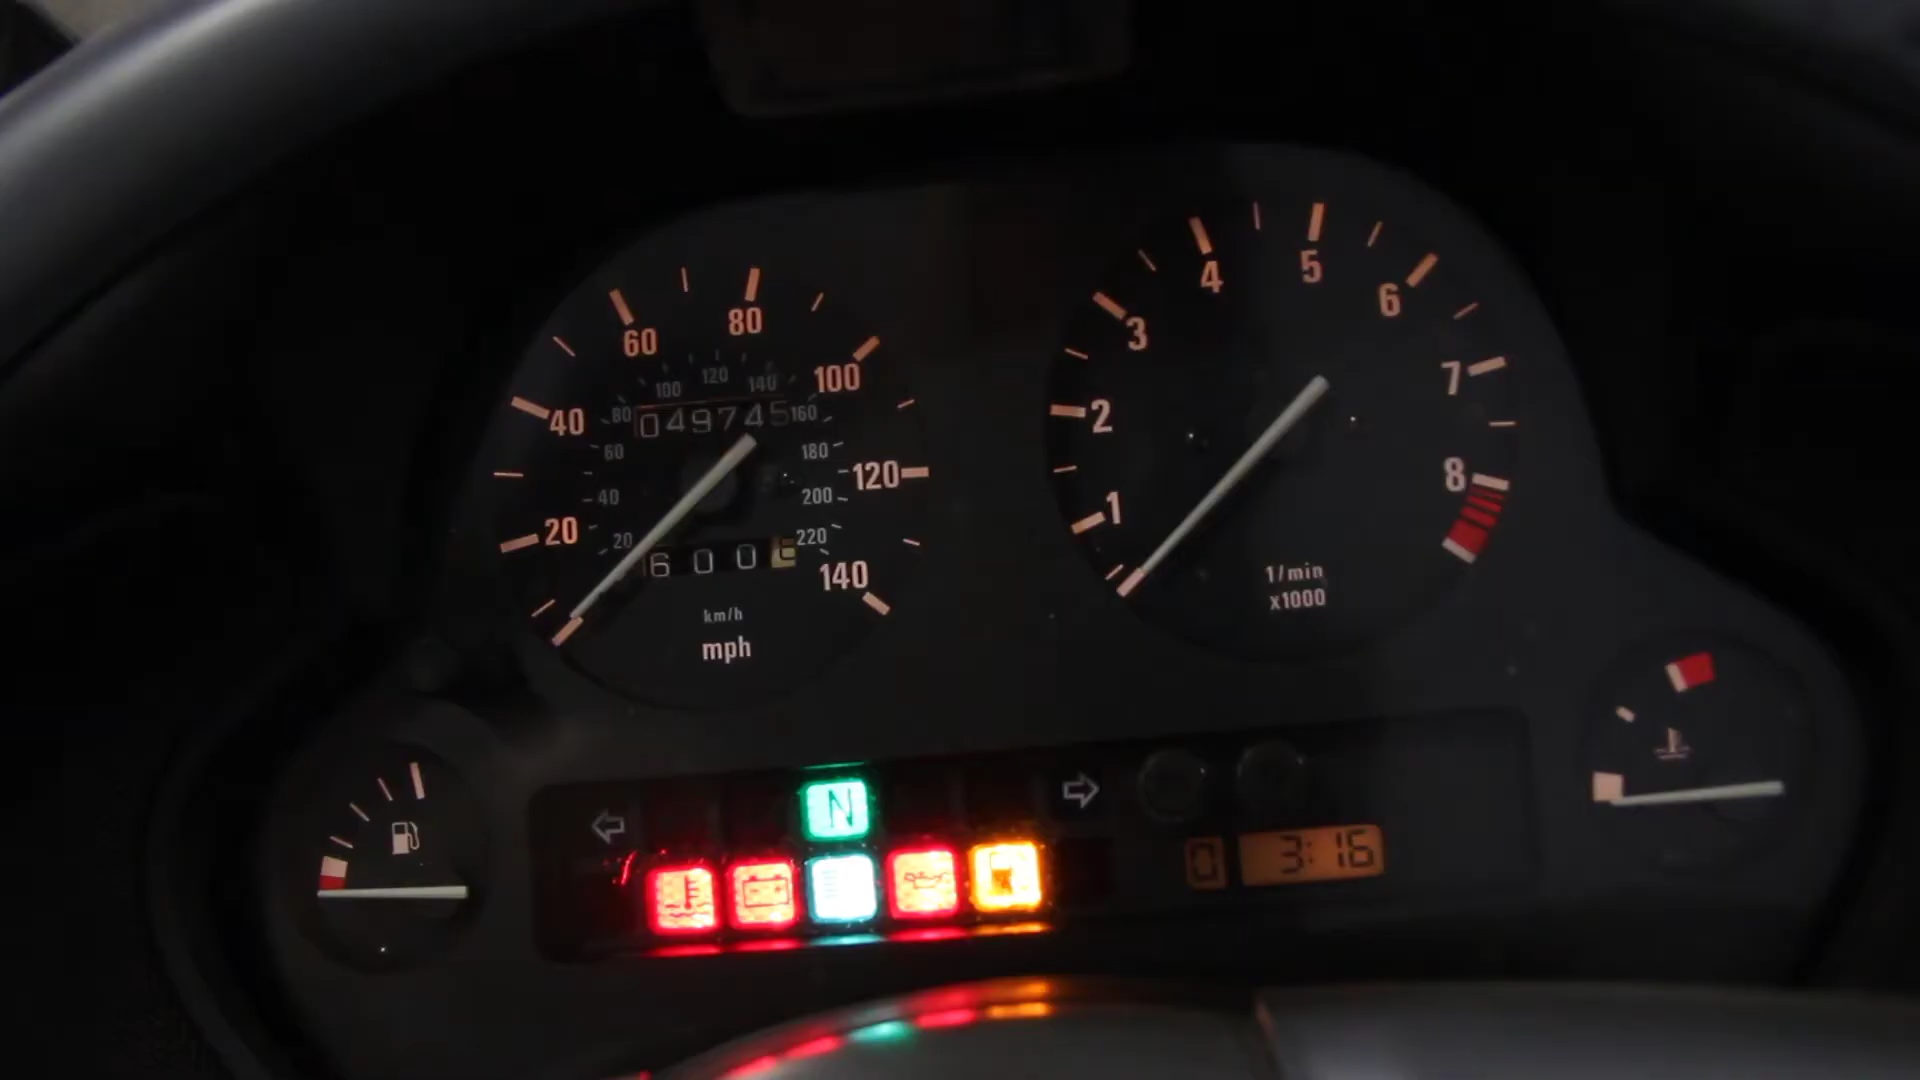 60 80 100
40 120
20 140
100 120 140
80 160
60 180
40 200
20 220
049745
6 0 0
km/h
mph
1 2 3 4 5 6 7 8
1/min
x1000
N
0 3:16